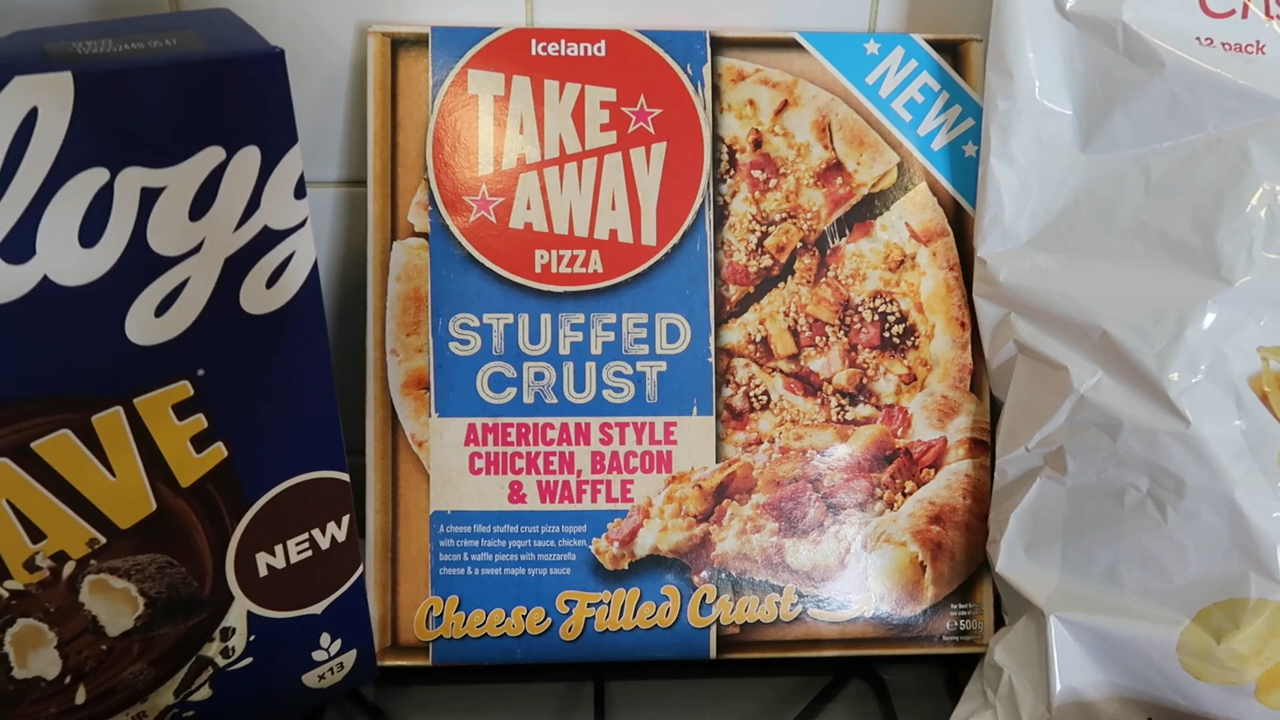 logg
AVE
NEW
x13
Iceland
TAKE
AWAY
PIZZA
STUFFED
CRUST
AMERICAN STYLE
CHICKEN, BACON
& WAFFLE
A cheese filled stuffed crust pizza topped
with crème fraiche yogurt sauce, chicken,
bacon & waffle pieces with mozzarella
cheese & a sweet maple syrup sauce
Cheese Filled Crust
NEW
e 500g
12 pack